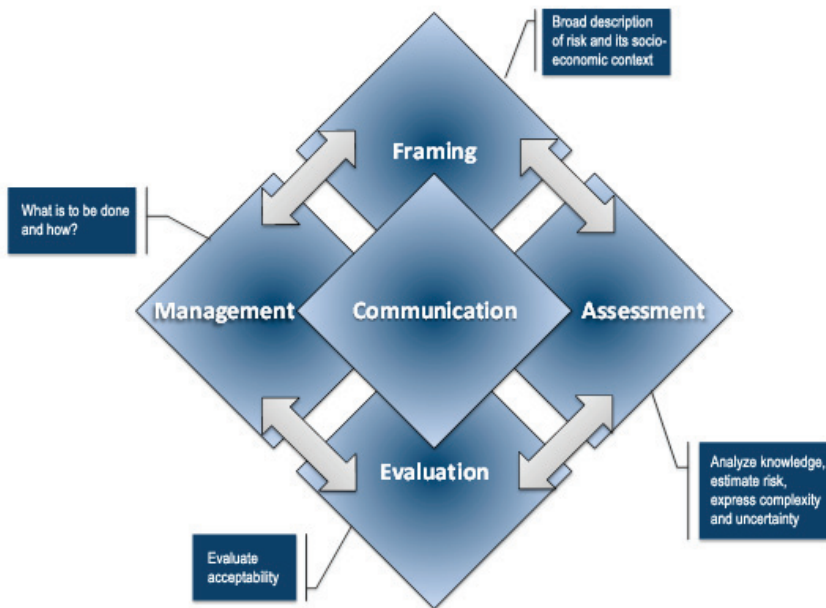 Broad description
of risk and its socio-
economic context
Framing
What is to be done
and how?
Management
Communication
Assessment
Evaluation
Analyze knowledge,
estimate risk,
express complexity
and uncertainty
Evaluate
acceptability